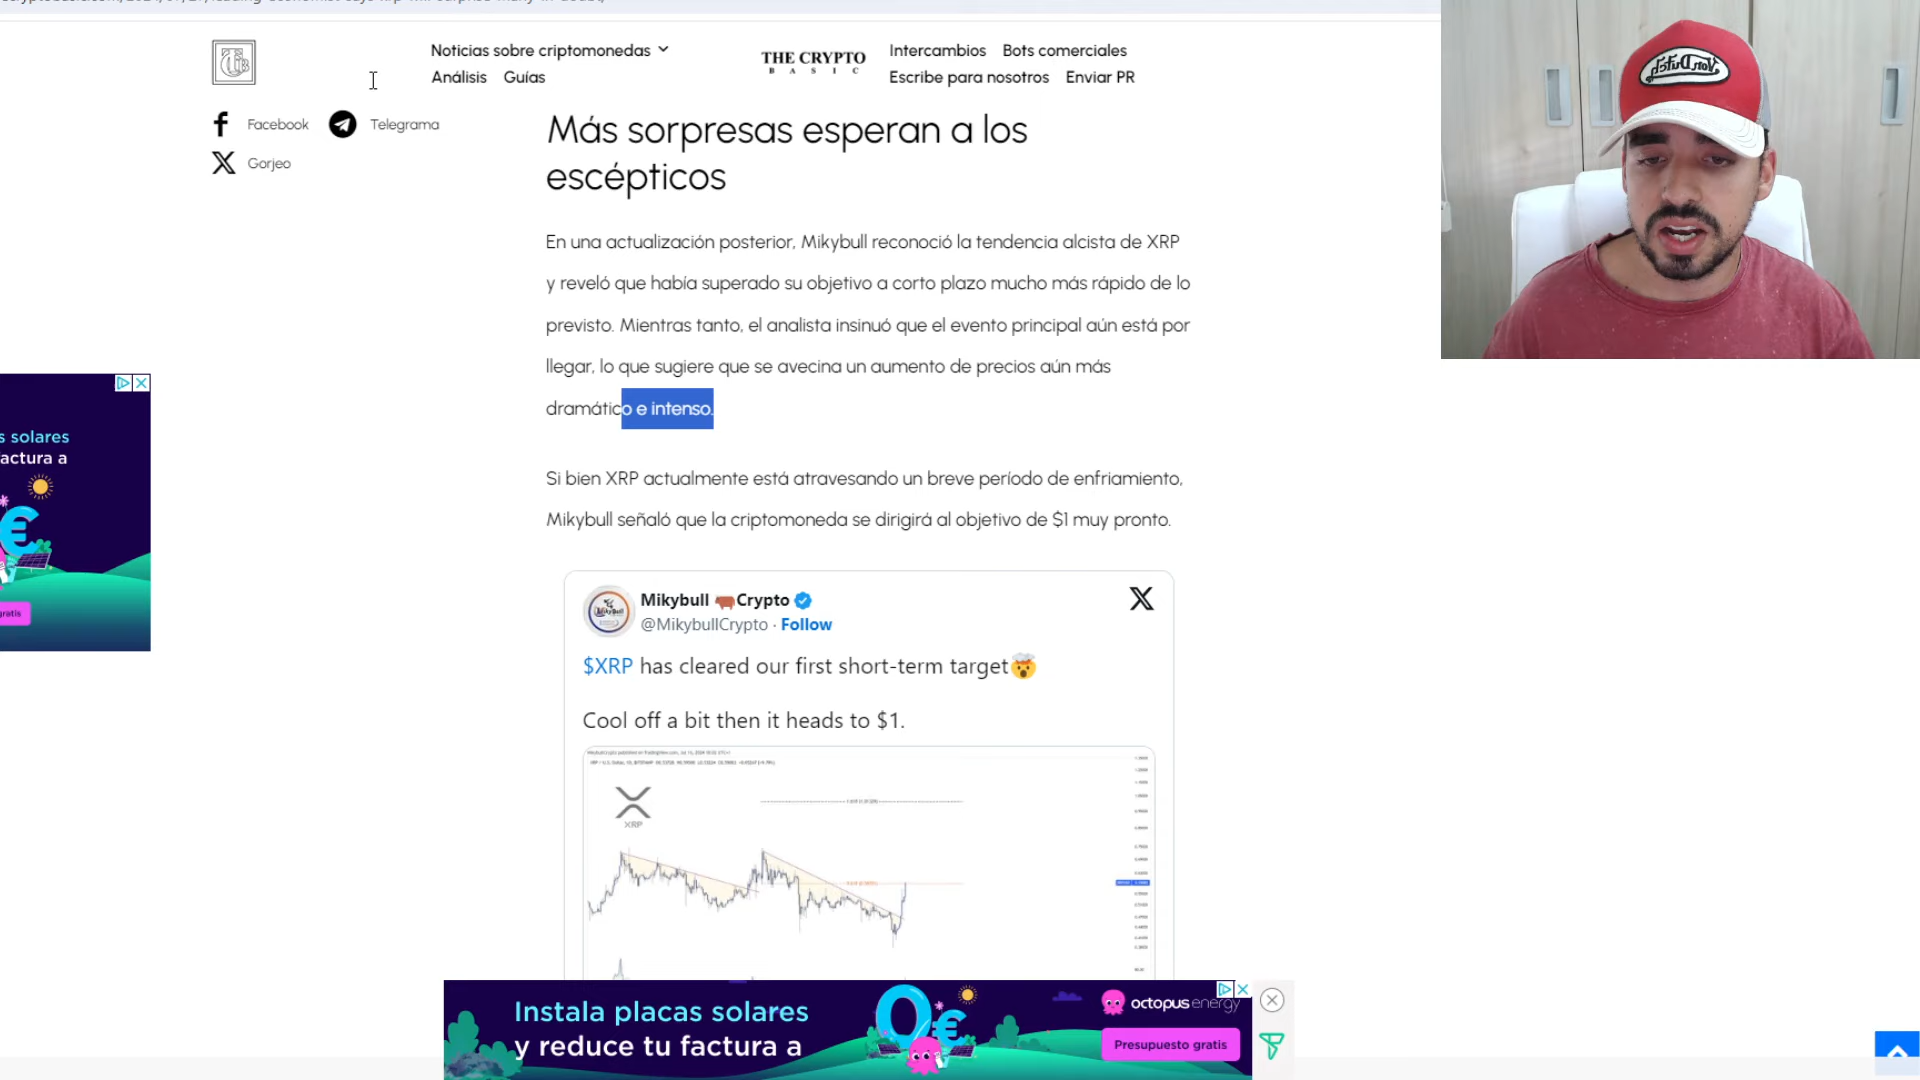 Noticias sobre criptomonedas
Análisis Guías
THE CRYPTO
BASIC
Intercambios Bots comerciales
Escribe para nosotros Enviar PR
Facebook Telegrama
Gorjeo
Más sorpresas esperan a los
escépticos
En una actualización posterior, Mikybull reconoció la tendencia alcista de XRP
y reveló que había superado su objetivo a corto plazo mucho más rápido de lo
previsto. Mientras tanto, el analista insinuó que el evento principal aún está por
llegar, lo que sugiere que se avecina un aumento de precios aún más
dramático e intenso.
Si bien XRP actualmente está atravesando un breve período de enfriamiento,
Mikybull señaló que la criptomoneda se dirigirá al objetivo de $1 muy pronto.
s solares
actura a
€
gratis
Mikybull Crypto
@MikybullCrypto · Follow
$XRP has cleared our first short-term target
Cool off a bit then it heads to $1.
XRP
Instala placas solares
y reduce tu factura a
0€
octopus energy
Presupuesto gratis
Von Dutch